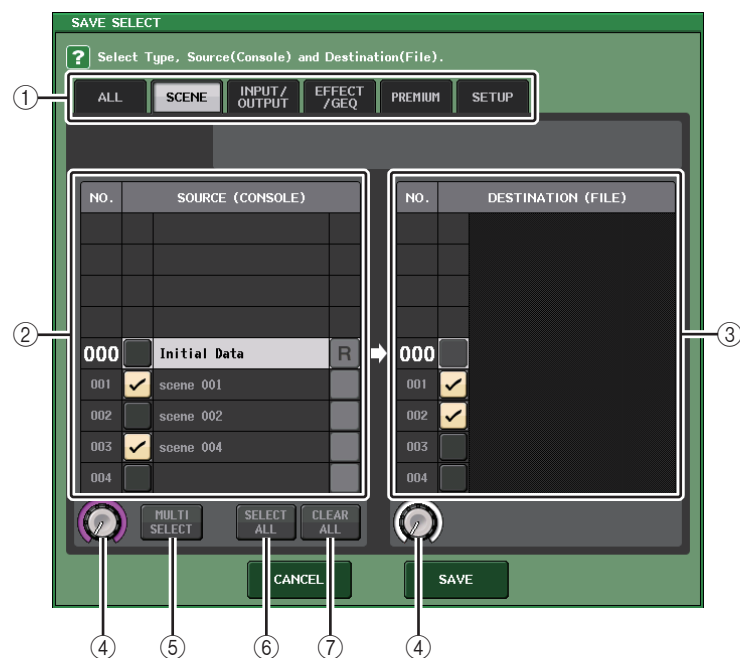 SAVE SELECT
? Select Type, Source(Console) and Destination(File).
① ALL SCENE INPUT/ OUTPUT EFFECT /GEQ PREMIUM SETUP
NO. SOURCE (CONSOLE)
000 Initial Data R
001 scene 001
002 scene 002
003 scene 004
004
②
NO. DESTINATION (FILE)
000
001
002
003
004
③
MULTI SELECT
SELECT ALL
CLEAR ALL
CANCEL
SAVE
④ ⑤ ⑥ ⑦ ④